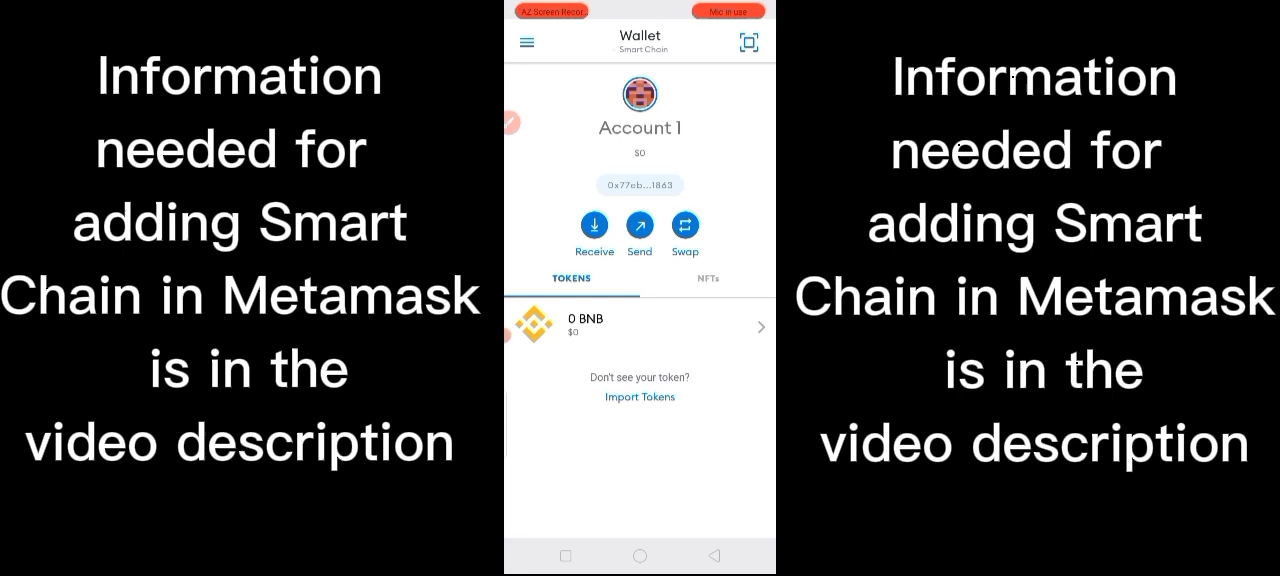 Information
needed for
adding Smart
Chain in Metamask
is in the
video description
AZ Screen Recor...
Mic in use
Wallet
Smart Chain
Account 1
$0
0x77eb...1863
Receive
Send
Swap
TOKENS
NFTs
0 BNB
$0
Don't see your token?
Import Tokens
Information
needed for
adding Smart
Chain in Metamask
is in the
video description